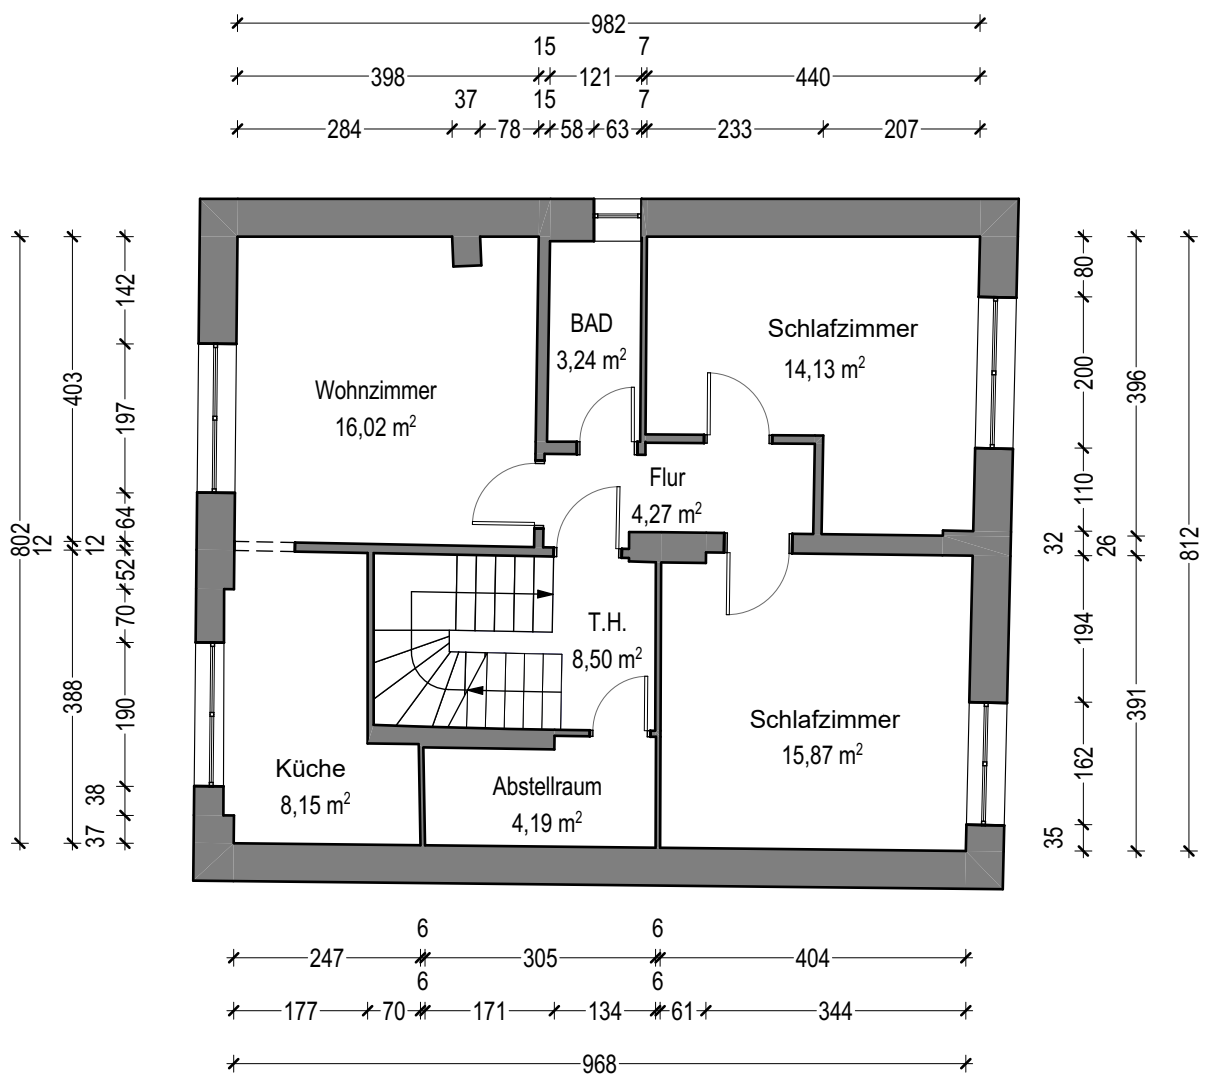 982
15 7
398 121 440
37 15 7
284 78 58 63 233 207
142
197
64
12
52
70
190
38
37
403
12
388
802
80
200
110
32
194
162
35
396
26
391
812
BAD
3,24 m²
Schlafzimmer
14,13 m²
Wohnzimmer
16,02 m²
Flur
4,27 m²
T.H.
8,50 m²
Schlafzimmer
15,87 m²
Küche
8,15 m²
Abstellraum
4,19 m²
6 6
247 305 404
6 6
177 70 171 134 61 344
968